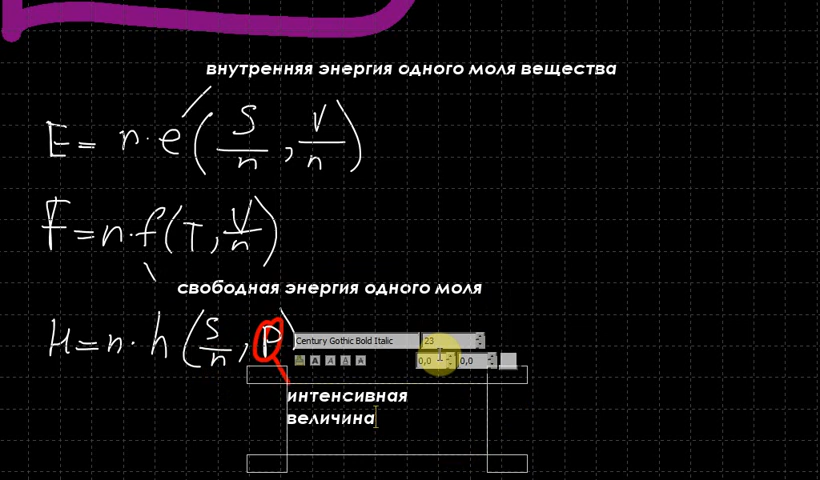 внутренняя энергия одного моля вещества
E = n · e (S/n, V/n)
F = n · f (T, V/n)
свободная энергия одного моля
H = n · h (S/n, P)
Century Gothic Bold Italic 23
A A A A 0,0 0,0
интенсивная
величина